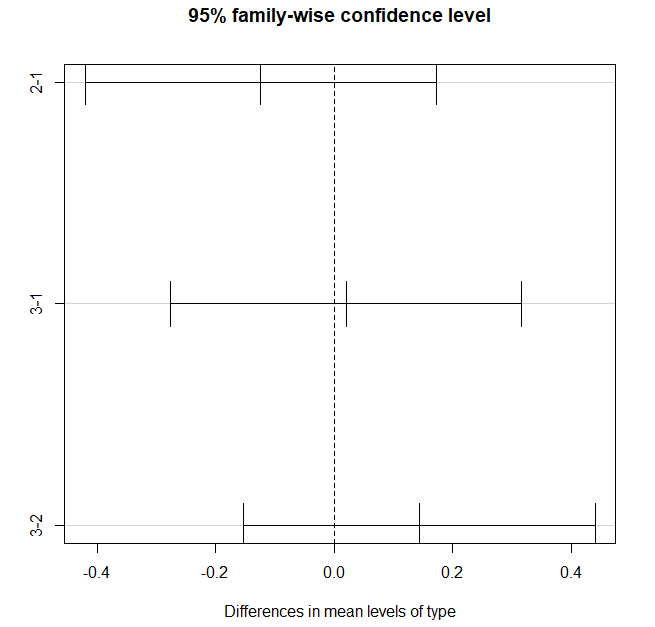 95% family-wise confidence level
2-1
3-1
3-2
-0.4 -0.2 0.0 0.2 0.4
Differences in mean levels of type